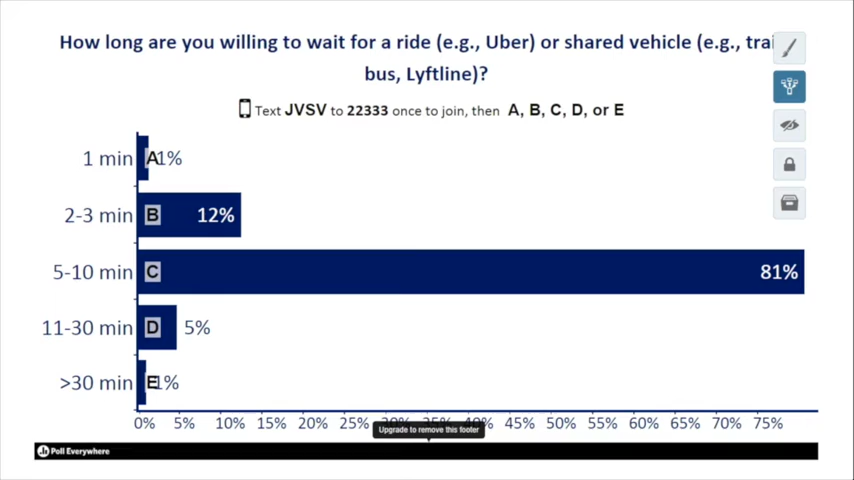 How long are you willing to wait for a ride (e.g., Uber) or shared vehicle (e.g.,
bus, Lyftline)?
Text JVSV to 22333 once to join, then A, B, C, D, or E
1 min A 1%
2-3 min B 12%
5-10 min C 81%
11-30 min D 5%
>30 min E 1%
0% 5% 10% 15% 20% 25% 30% 35% 40% 45% 50% 55% 60% 65% 70% 75%
Upgrade to remove this footer
Poll Everywhere